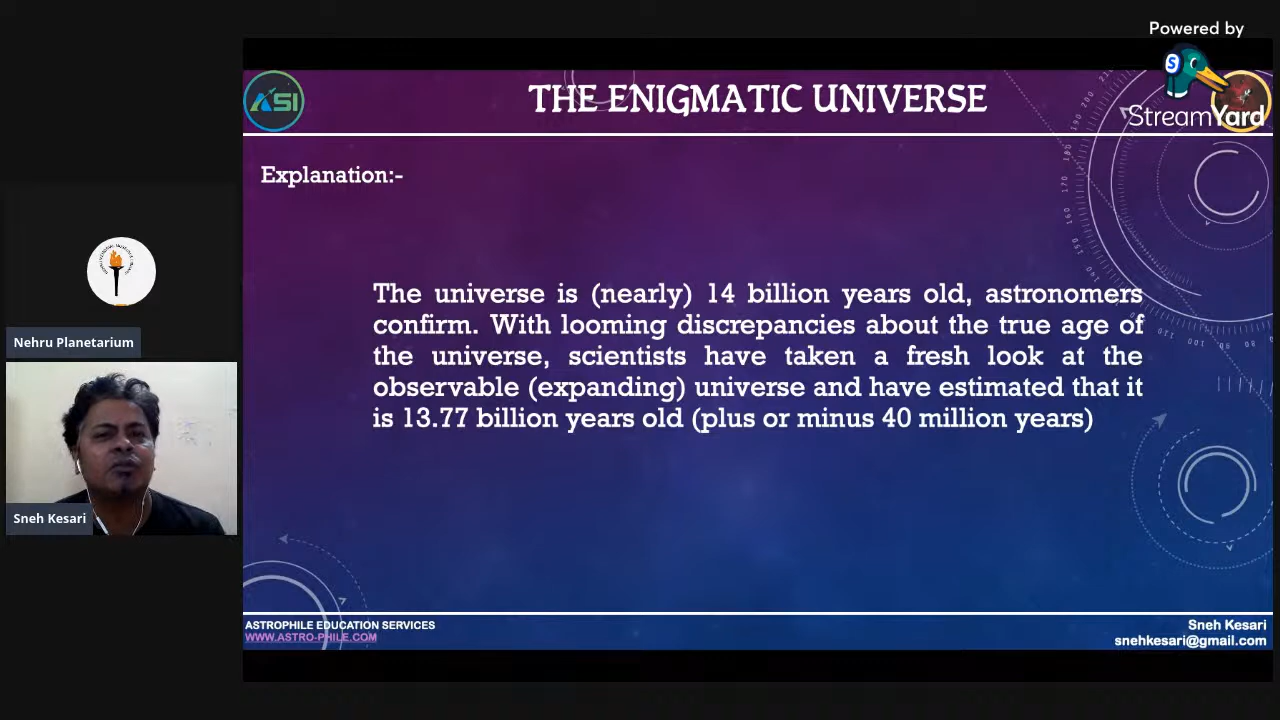 Powered by
StreamYard
ASI
THE ENIGMATIC UNIVERSE
Explanation:-
The universe is (nearly) 14 billion years old, astronomers
confirm. With looming discrepancies about the true age of
the universe, scientists have taken a fresh look at the
observable (expanding) universe and have estimated that it
is 13.77 billion years old (plus or minus 40 million years)
Nehru Planetarium
Sneh Kesari
ASTROPHILE EDUCATION SERVICES
WWW.ASTRO-PHILE.COM
Sneh Kesari
snehkesari@gmail.com